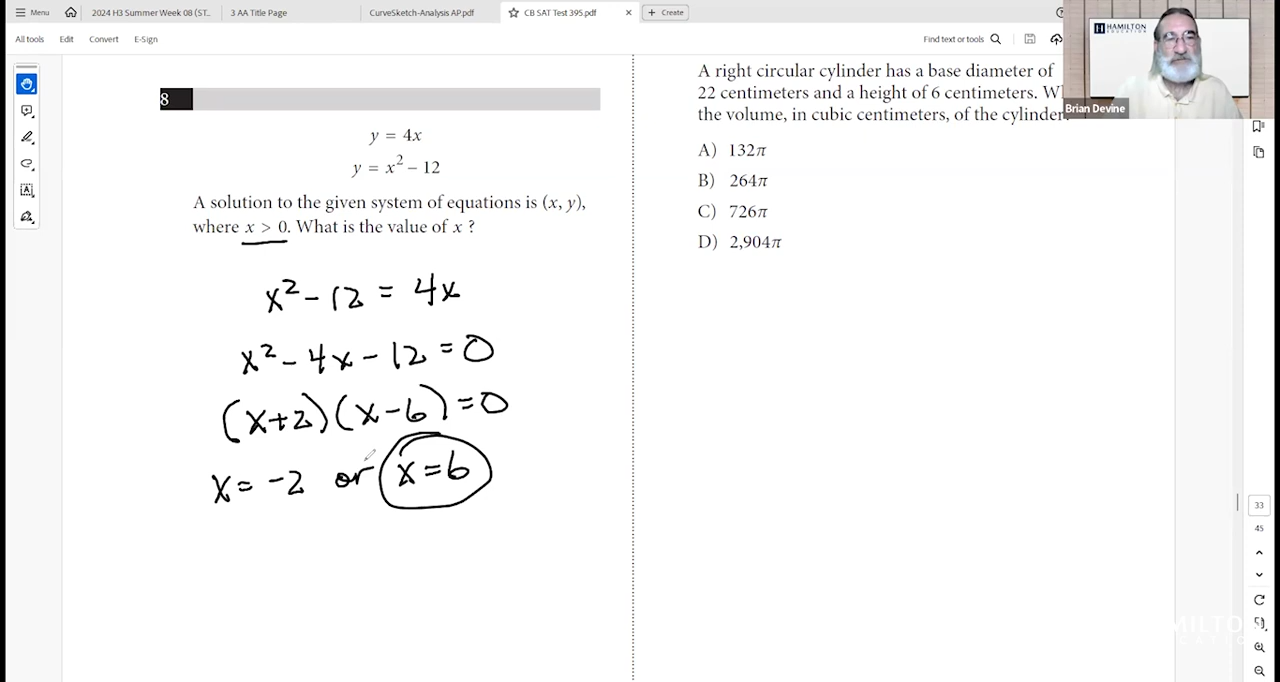 Menu
2024 H3 Summer Week 08 (ST...
3 AA Title Page
CurveSketch-Analysis AP.pdf
CB SAT Test 395.pdf
Create
All tools
Edit
Convert
E-Sign
Find text or tools
HAMILTON
EDUCATION
Brian Devine
8
y = 4x
y = x² – 12
A solution to the given system of equations is (x, y),
where x > 0. What is the value of x ?
x² – 12 = 4x
x² – 4x – 12 = 0
(x+2)(x–6) = 0
x = –2 or x = 6
A right circular cylinder has a base diameter of
22 centimeters and a height of 6 centimeters. W
the volume, in cubic centimeters, of the cylinder
A) 132π
B) 264π
C) 726π
D) 2,904π
33
45